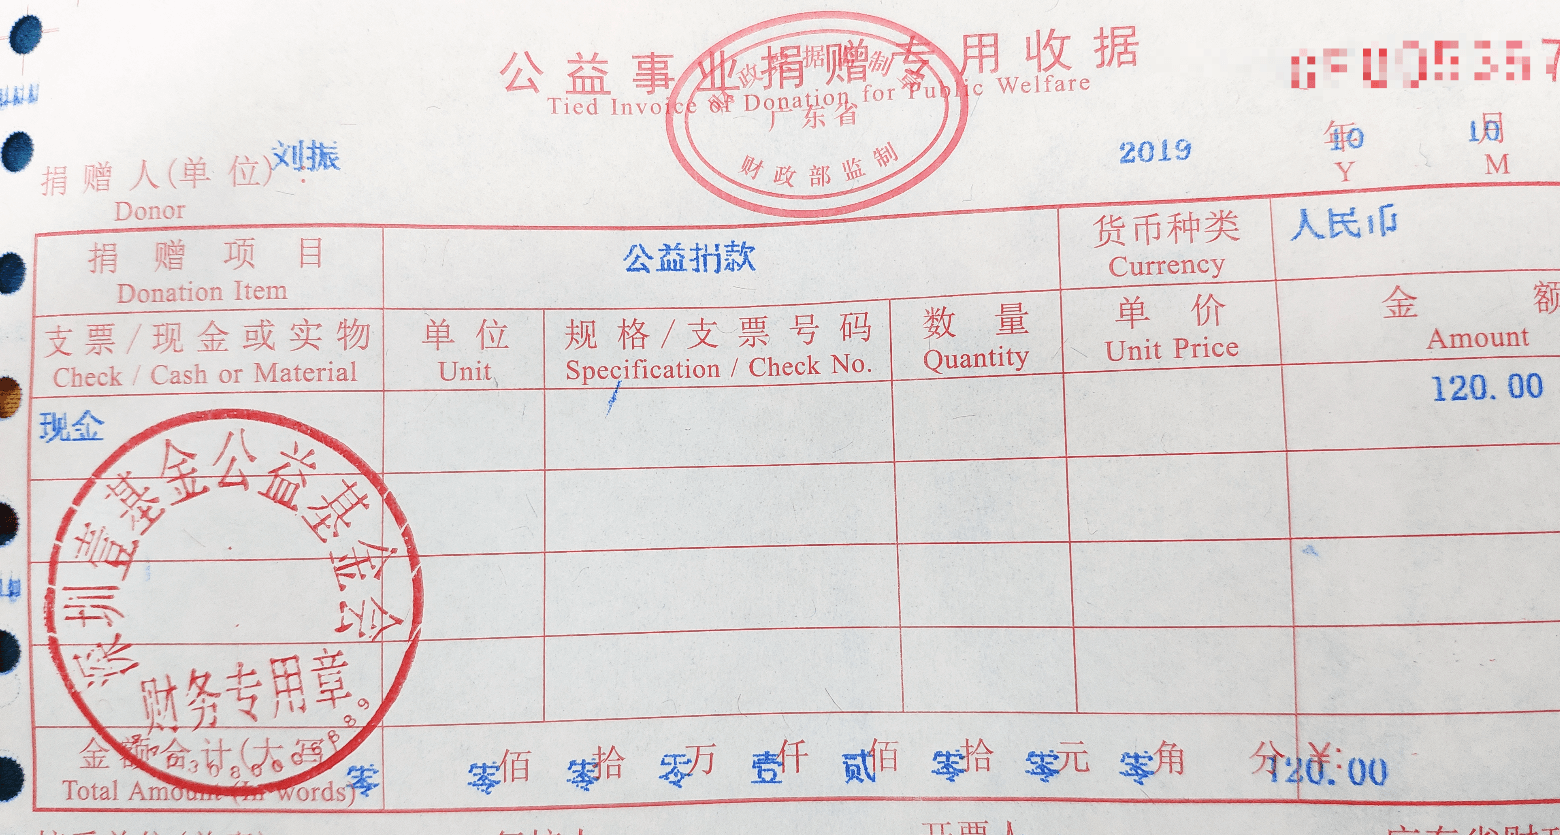 公益事业捐赠专用收据
Tied Invoice of Donation for Public Welfare
广东省
财政部监制
捐赠人(单位): 刘振
Donor
2019 年 10 月 10
Y M
捐赠项目 公益捐款 货币种类 人民币
Donation Item Currency
支票/现金或实物 单位 规格/支票号码 数量 单价 金额
Check / Cash or Material Unit Specification / Check No. Quantity Unit Price Amount
现金 / 120.00
深圳壹基金公益基金会
财务专用章
金额合计(大写) 零 零佰 零拾 零万 壹仟 贰佰 零拾 零元 零角 分 ¥: 120.00
Total Amount (In words)
开票人